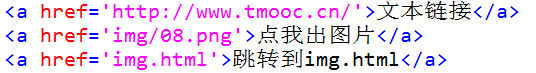 <a href='http://www.tmooc.cn/'>文本链接</a>
<a href='img/08.png'>点我出图片</a>
<a href='img.html'>跳转到img.html</a>